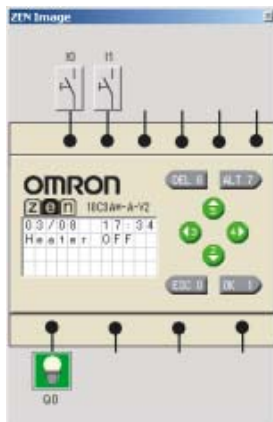 ZEN Image
I0 I1
OMRON
DEL 6 ALT 7
zen 10C3A*-A-V2
03/08 17:34
Heater OFF
ESC 0 OK 1
Q0